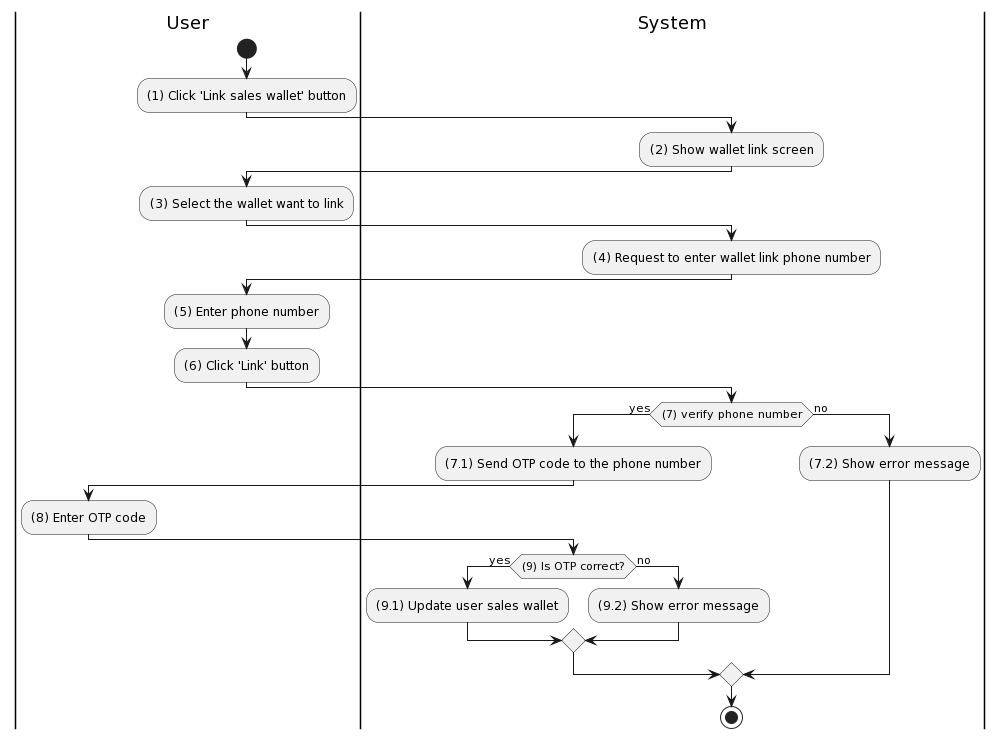 User
System
(1) Click 'Link sales wallet' button
(2) Show wallet link screen
(3) Select the wallet want to link
(4) Request to enter wallet link phone number
(5) Enter phone number
(6) Click 'Link' button
yes
(7) verify phone number
no
(7.1) Send OTP code to the phone number
(7.2) Show error message
(8) Enter OTP code
yes
(9) Is OTP correct?
no
(9.1) Update user sales wallet
(9.2) Show error message